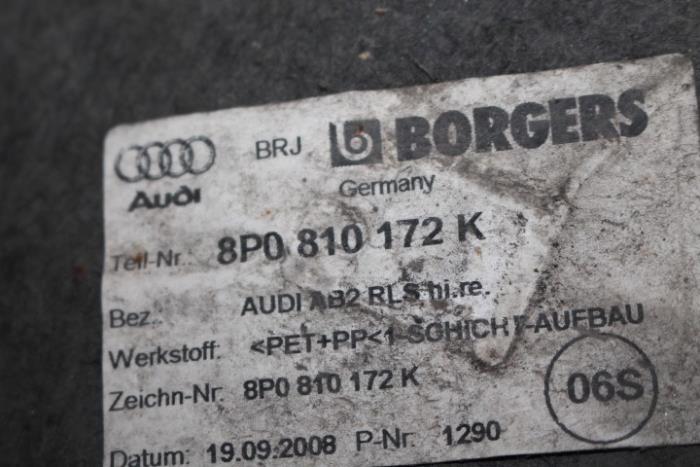 BRJ BORGERS
Audi Germany
Teil-Nr.: 8P0 810 172 K
Bez.: AUDI AB2 RLS hi.re.
Werkstoff: <PET+PP<1-SCHICHT-AUFBAU
Zeichn-Nr. 8P0 810 172 K
06S
Datum: 19.09.2008 P-Nr. 1290